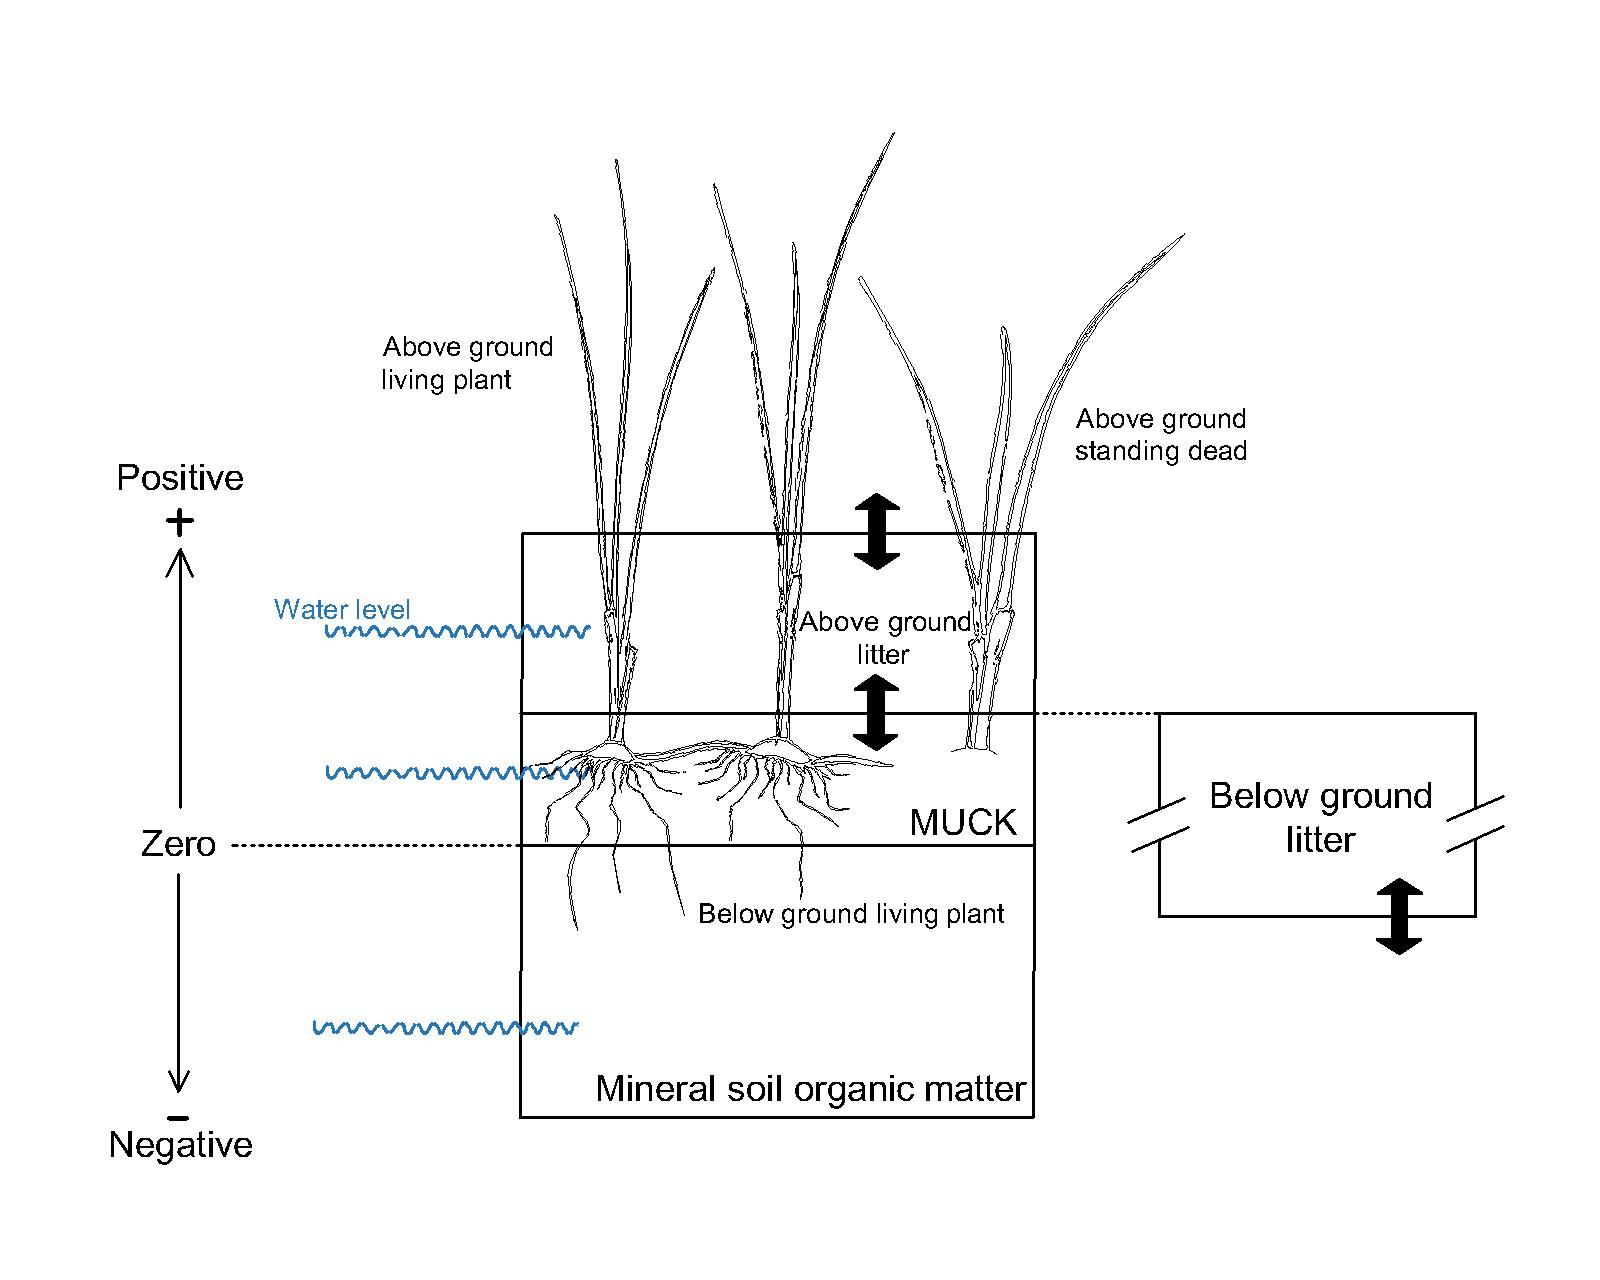 Above ground
living plant
Above ground
standing dead
Positive
+
Water level
Above ground
litter
Below ground
litter
MUCK
Zero
Below ground living plant
Mineral soil organic matter
–
Negative